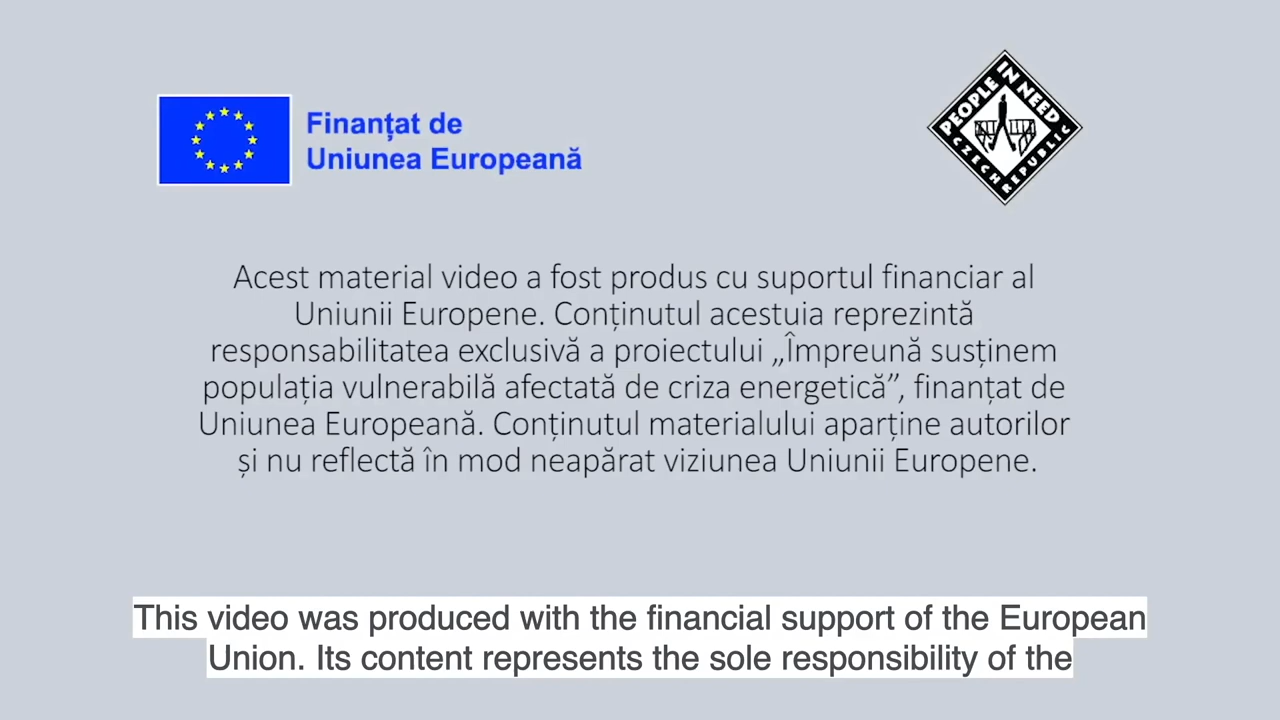 Finanțat de
Uniunea Europeană
PEOPLE IN NEED
CZECH REPUBLIC
Acest material video a fost produs cu suportul financiar al
Uniunii Europene. Conținutul acestuia reprezintă
responsabilitatea exclusivă a proiectului „Împreună susținem
populația vulnerabilă afectată de criza energetică”, finanțat de
Uniunea Europeană. Conținutul materialului aparține autorilor
și nu reflectă în mod neapărat viziunea Uniunii Europene.
This video was produced with the financial support of the European
Union. Its content represents the sole responsibility of the